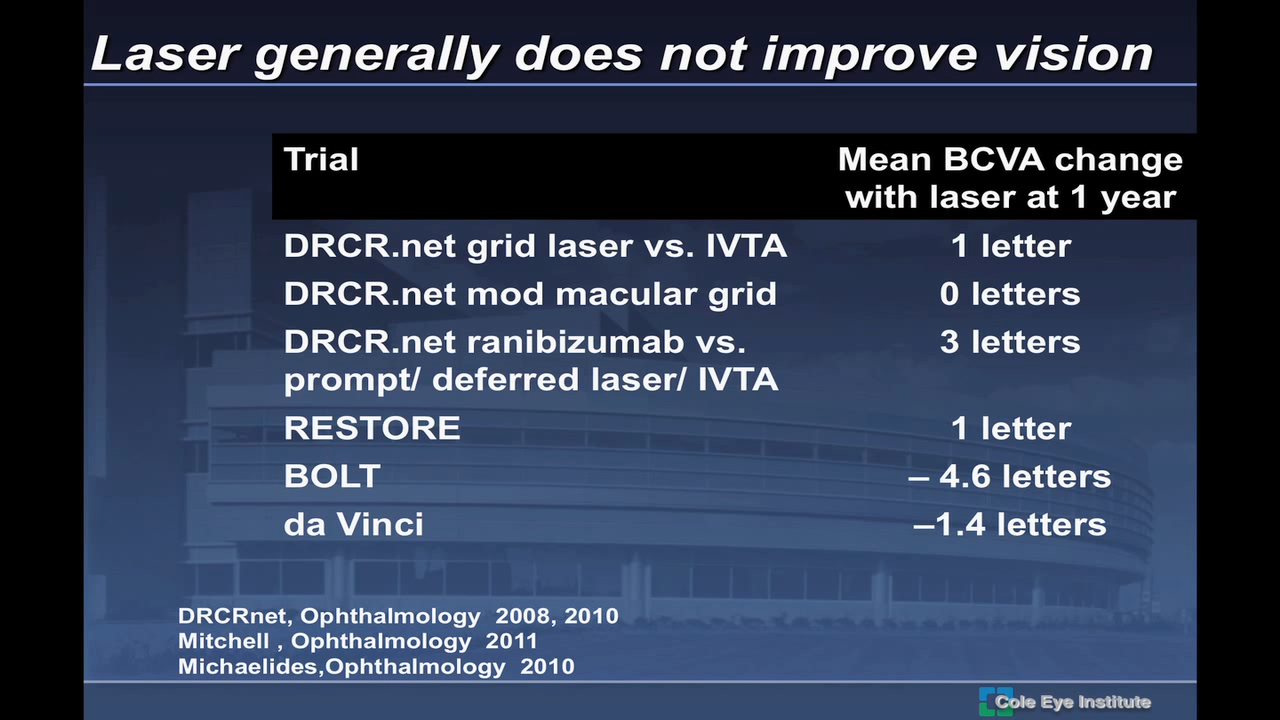 Laser generally does not improve vision
Trial
Mean BCVA change
with laser at 1 year
DRCR.net grid laser vs. IVTA 1 letter
DRCR.net mod macular grid 0 letters
DRCR.net ranibizumab vs. 3 letters
prompt/ deferred laser/ IVTA
RESTORE 1 letter
BOLT – 4.6 letters
da Vinci –1.4 letters
DRCRnet, Ophthalmology 2008, 2010
Mitchell , Ophthalmology 2011
Michaelides,Ophthalmology 2010
Cole Eye Institute